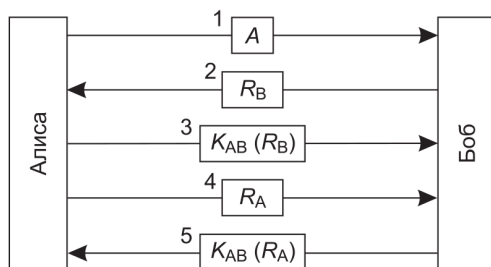 Алиса
1 A
2 R_B
3 K_AB (R_B)
4 R_A
5 K_AB (R_A)
Боб